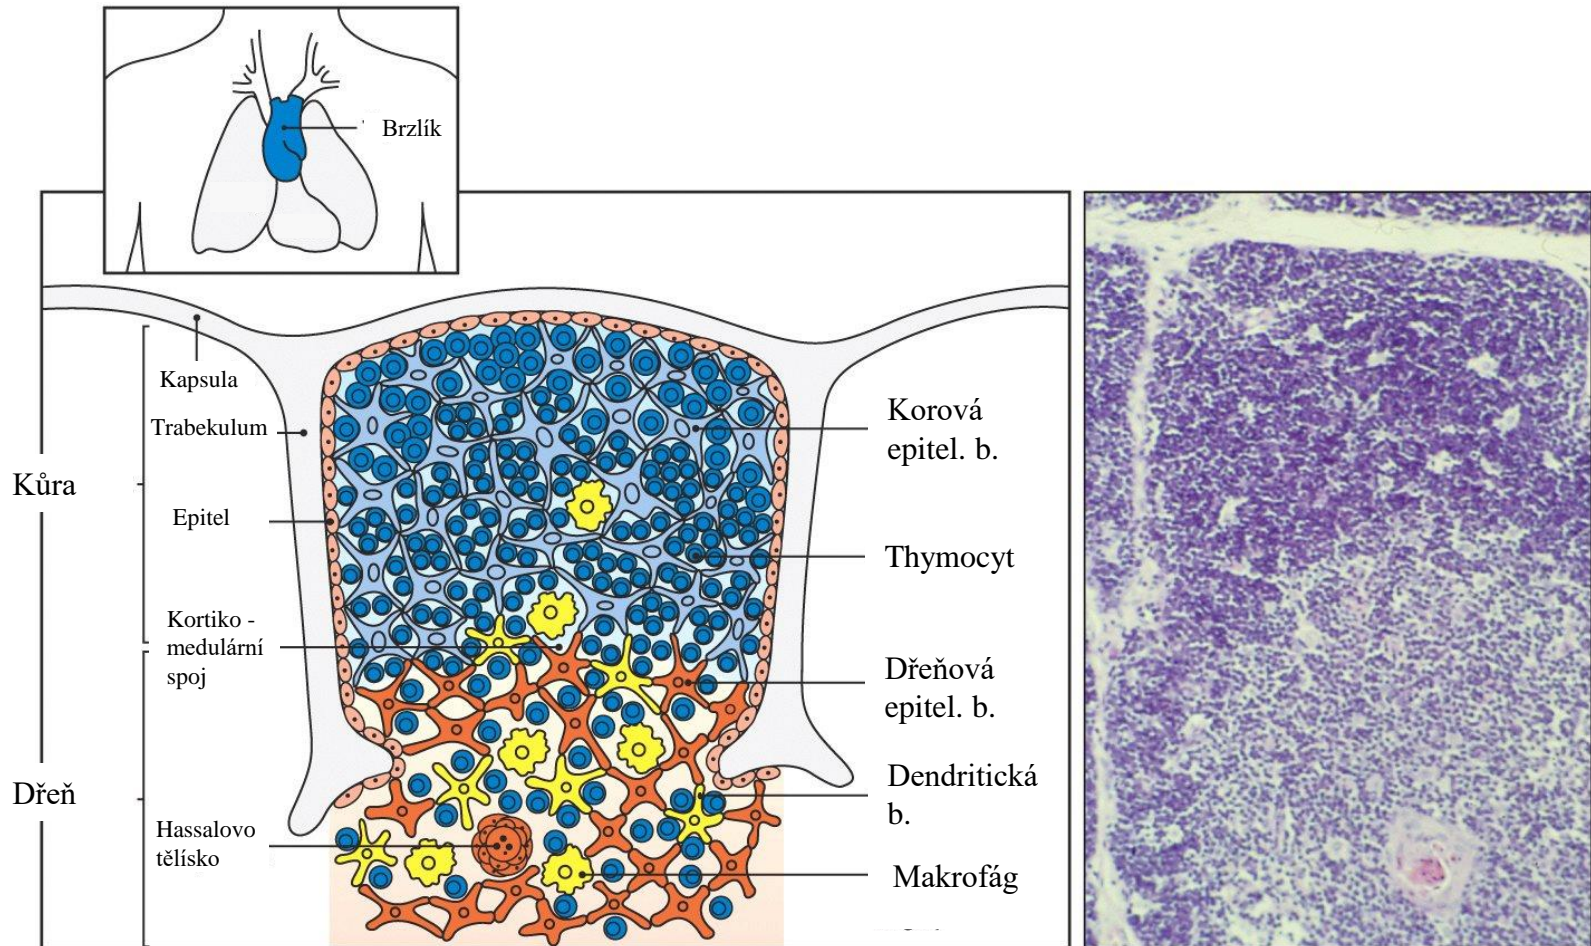 Brzlík
Kapsula
Trabekulum
Kůra
Epitel
Kortiko -
medulární
spoj
Dřeň
Hassalovo
tělísko
Korová
epitel. b.
Thymocyt
Dřeňová
epitel. b.
Dendritická
b.
Makrofág